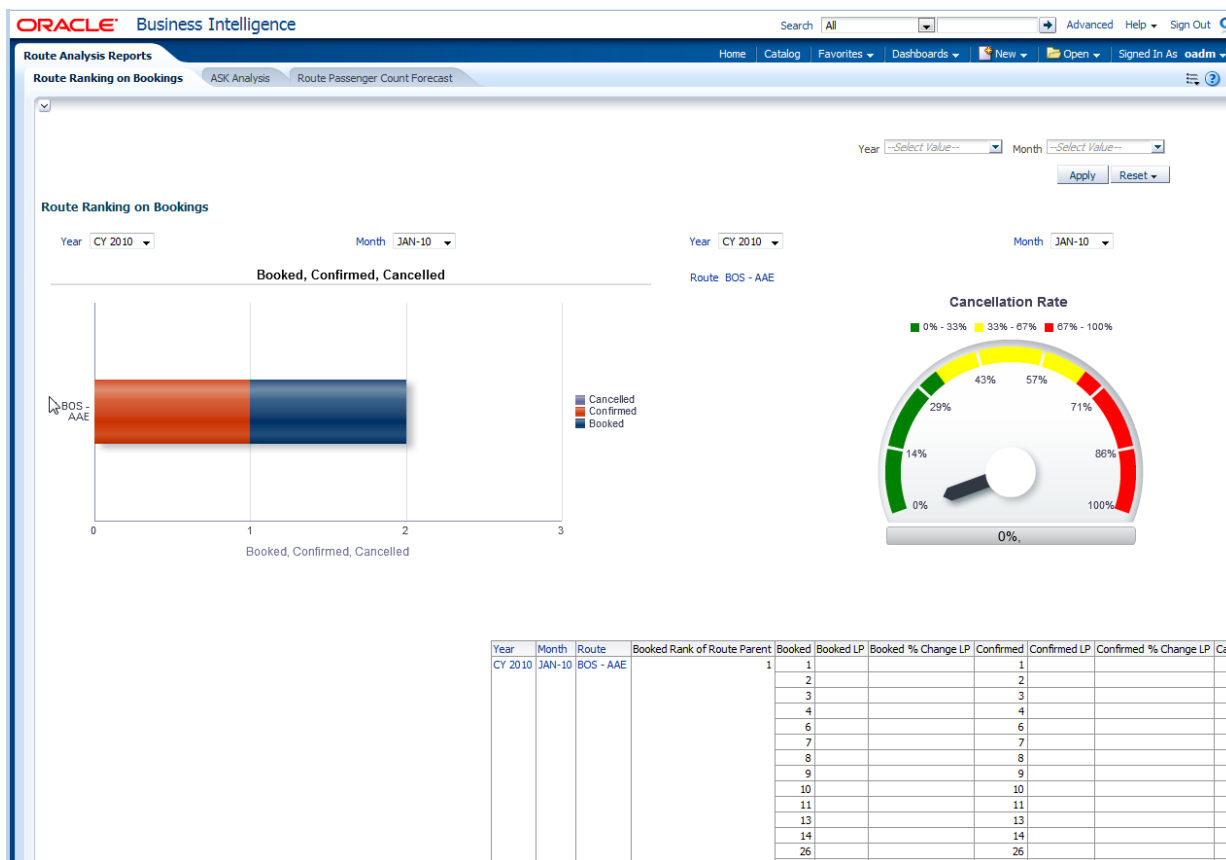 ORACLE Business Intelligence
Search All Advanced Help Sign Out
Route Analysis Reports
Home Catalog Favorites Dashboards New Open Signed In As oadm
Route Ranking on Bookings ASK Analysis Route Passenger Count Forecast
Year --Select Value-- Month --Select Value--
Apply Reset
Route Ranking on Bookings
Year CY 2010 Month JAN-10 Year CY 2010 Month JAN-10
Booked, Confirmed, Cancelled
Route BOS - AAE
Cancellation Rate
0% - 33% 33% - 67% 67% - 100%
43% 57%
29% 71%
14% 86%
0% 100%
0%,
BOS -
AAE
Cancelled
Confirmed
Booked
0 1 2 3
Booked, Confirmed, Cancelled
Year Month Route Booked Rank of Route Parent Booked Booked LP Booked % Change LP Confirmed Confirmed LP Confirmed % Change LP
CY 2010 JAN-10 BOS - AAE 1 1 1
2 2
3 3
4 4
6 6
7 7
8 8
9 9
10 10
11 11
13 13
14 14
26 26